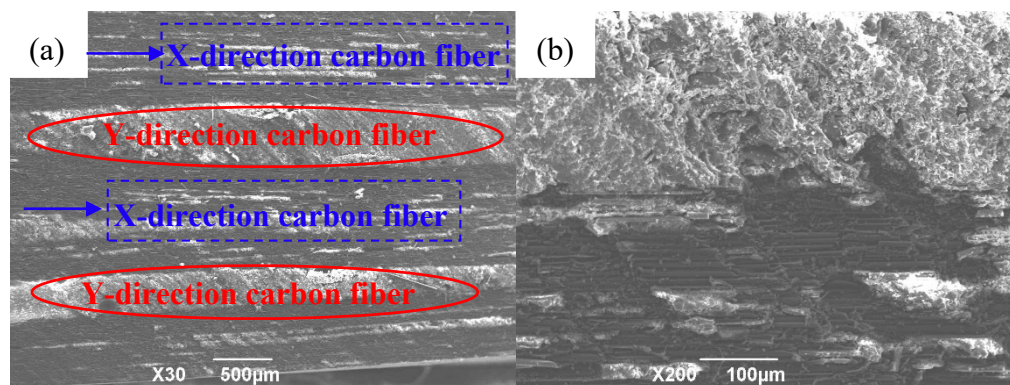 (a)
X-direction carbon fiber
Y-direction carbon fiber
X-direction carbon fiber
Y-direction carbon fiber
X30 500μm
(b)
X200 100μm